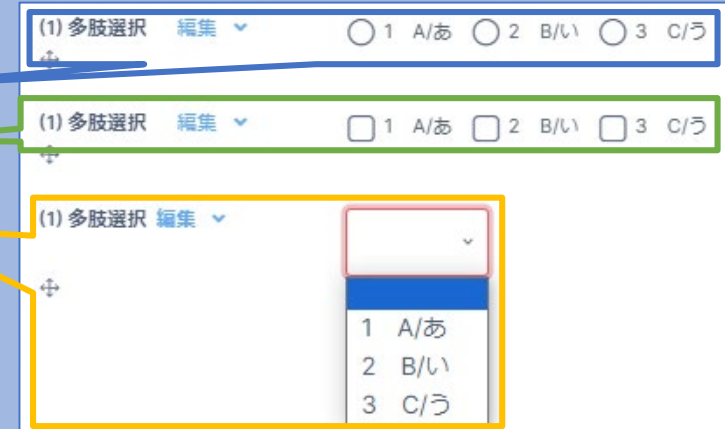 (1) 多肢選択 編集 1 A/あ 2 B/い 3 C/う
(1) 多肢選択 編集 1 A/あ 2 B/い 3 C/う
(1) 多肢選択 編集
1 A/あ
2 B/い
3 C/う